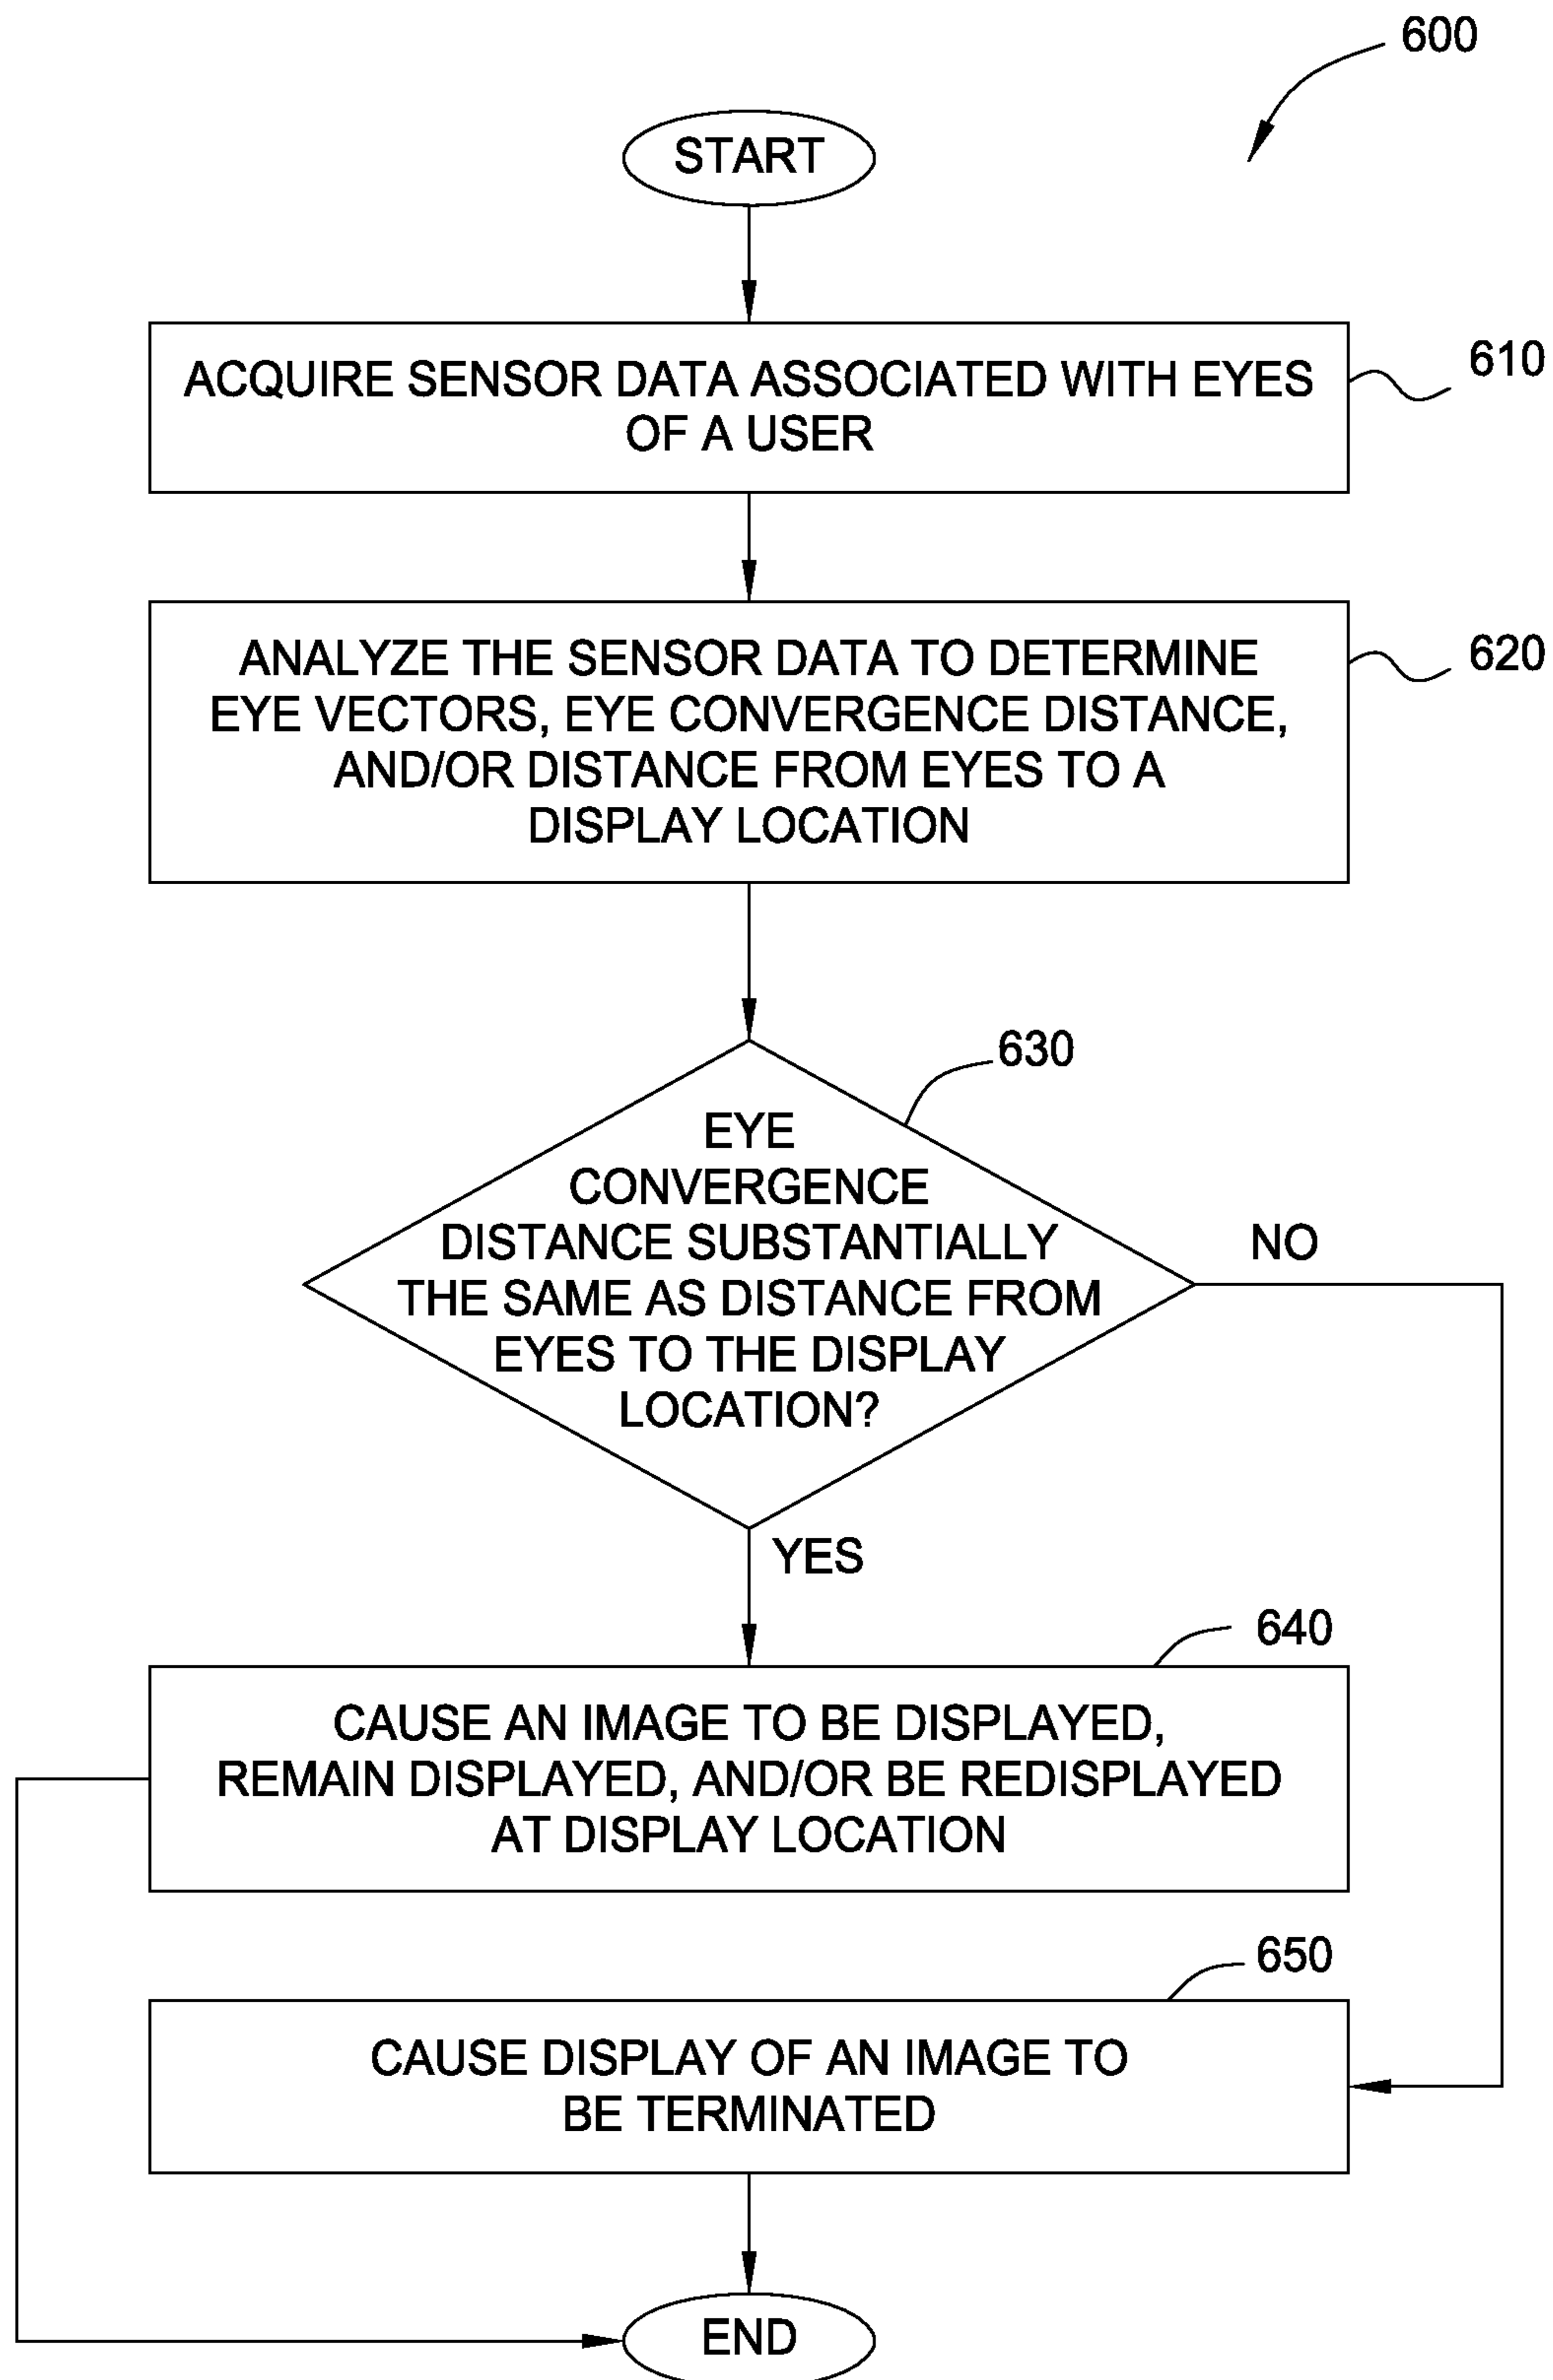 600
START
ACQUIRE SENSOR DATA ASSOCIATED WITH EYES
OF A USER
610
ANALYZE THE SENSOR DATA TO DETERMINE
EYE VECTORS, EYE CONVERGENCE DISTANCE,
AND/OR DISTANCE FROM EYES TO A
DISPLAY LOCATION
620
630
EYE
CONVERGENCE
DISTANCE SUBSTANTIALLY
THE SAME AS DISTANCE FROM
EYES TO THE DISPLAY
LOCATION?
NO
YES
640
CAUSE AN IMAGE TO BE DISPLAYED,
REMAIN DISPLAYED, AND/OR BE REDISPLAYED
AT DISPLAY LOCATION
650
CAUSE DISPLAY OF AN IMAGE TO
BE TERMINATED
END